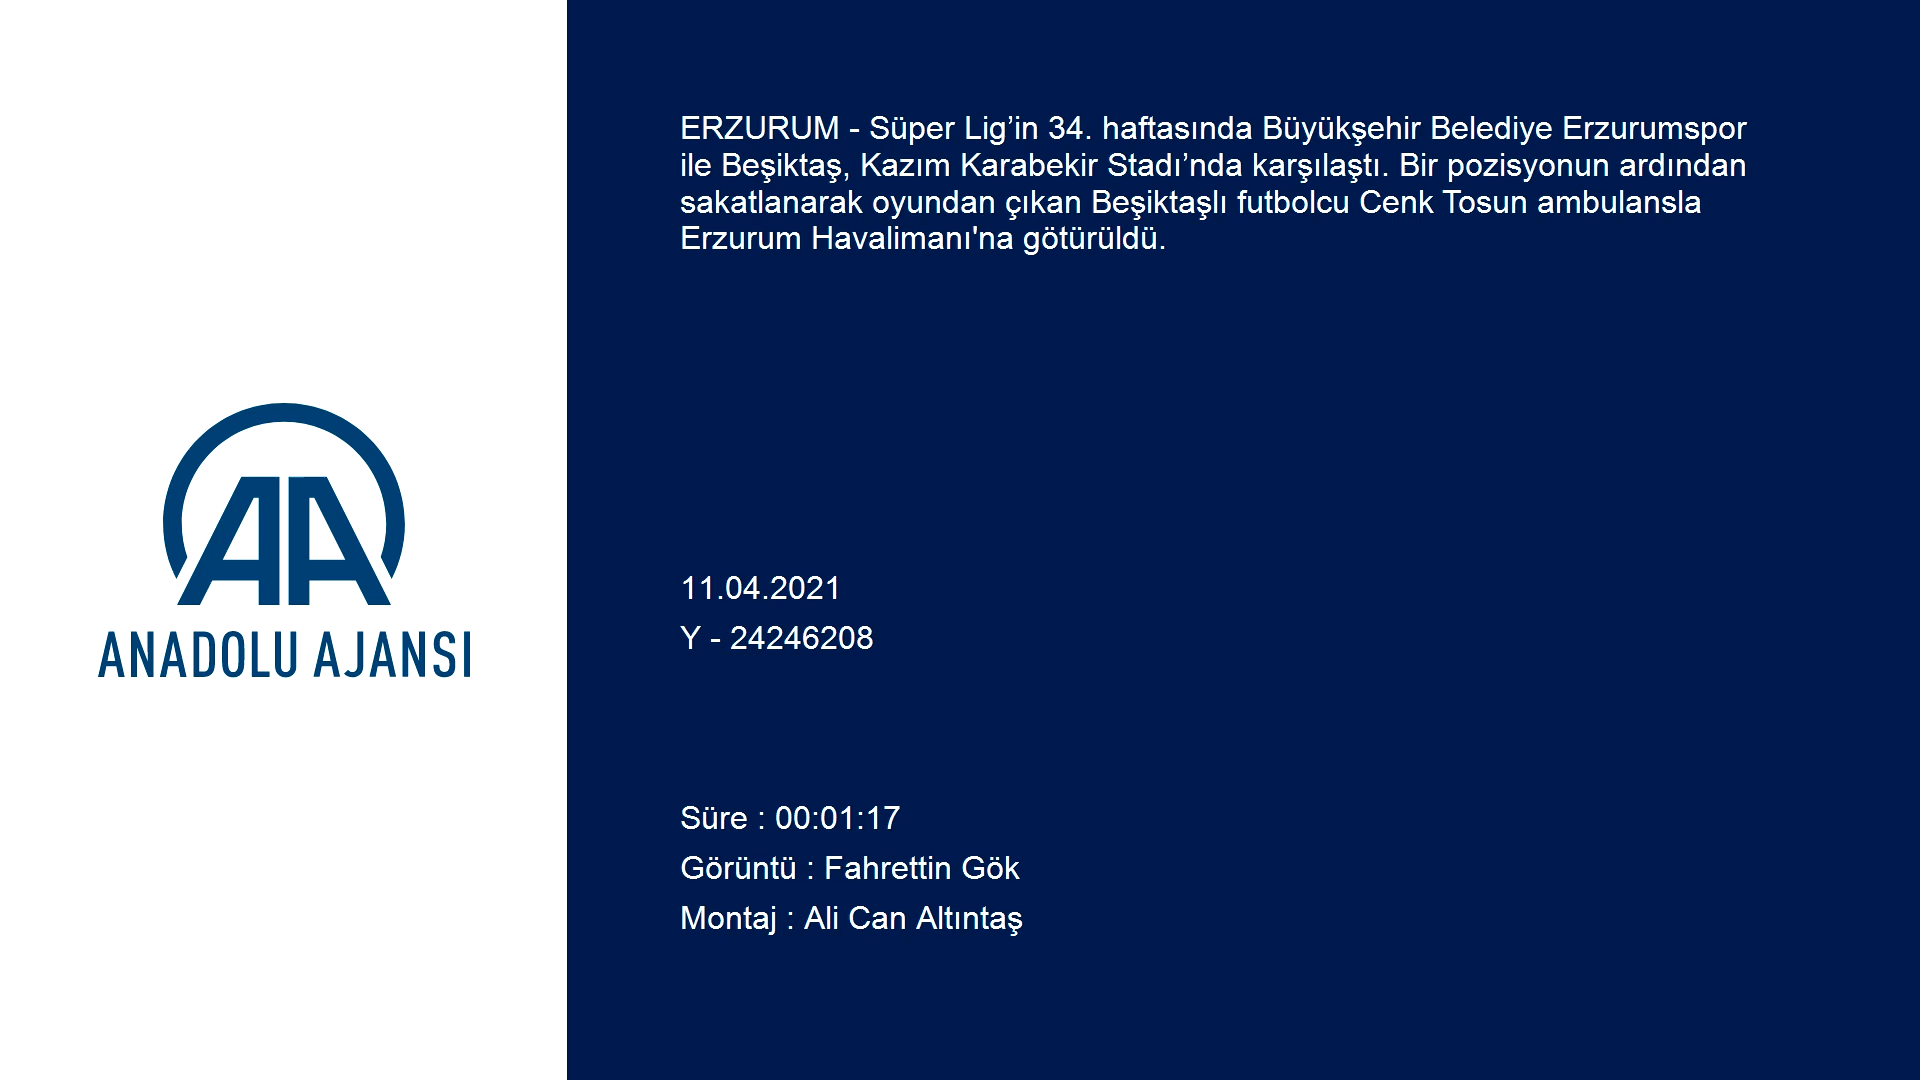 ERZURUM - Süper Lig’in 34. haftasında Büyükşehir Belediye Erzurumspor
ile Beşiktaş, Kazım Karabekir Stadı’nda karşılaştı. Bir pozisyonun ardından
sakatlanarak oyundan çıkan Beşiktaşlı futbolcu Cenk Tosun ambulansla
Erzurum Havalimanı'na götürüldü.
AA
ANADOLU AJANSI
11.04.2021
Y - 24246208
Süre : 00:01:17
Görüntü : Fahrettin Gök
Montaj : Ali Can Altıntaş